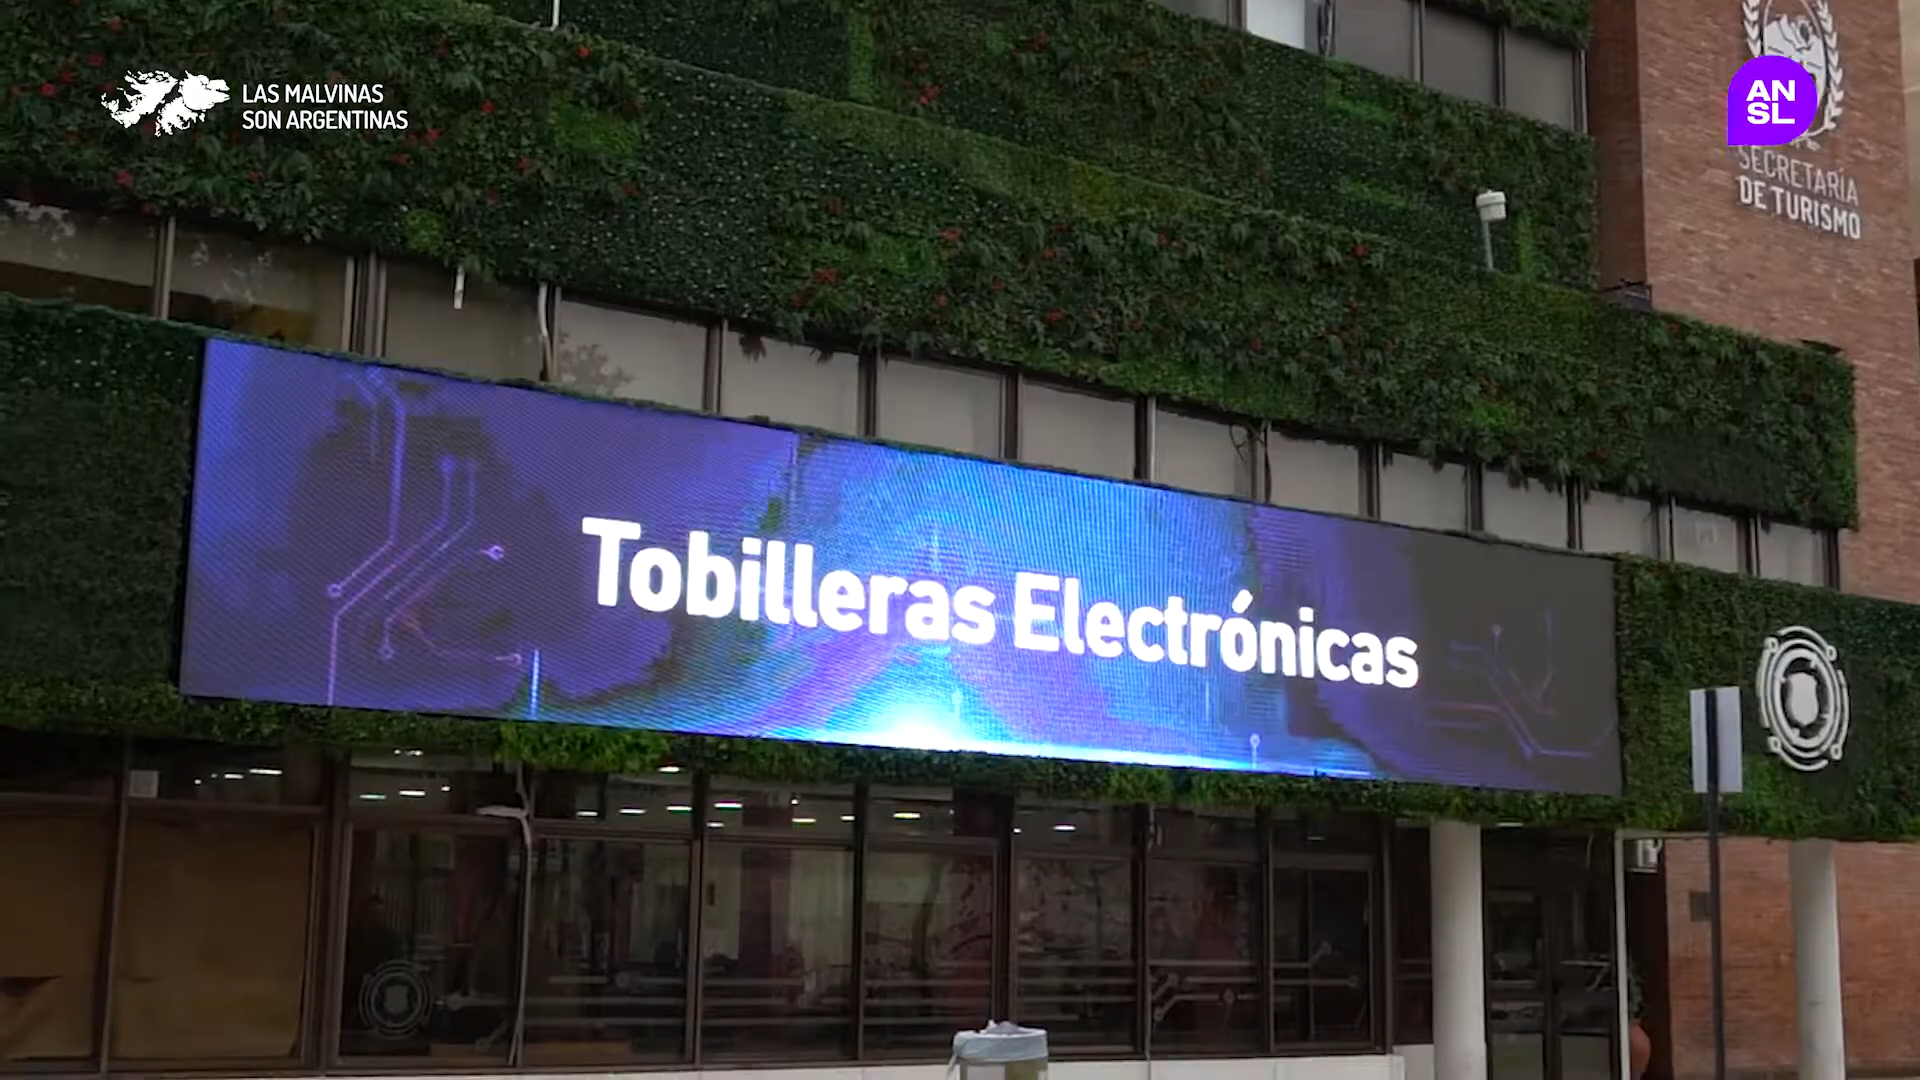 LAS MALVINAS
SON ARGENTINAS
AN
SL
SECRETARÍA
DE TURISMO
Tobilleras Electrónicas